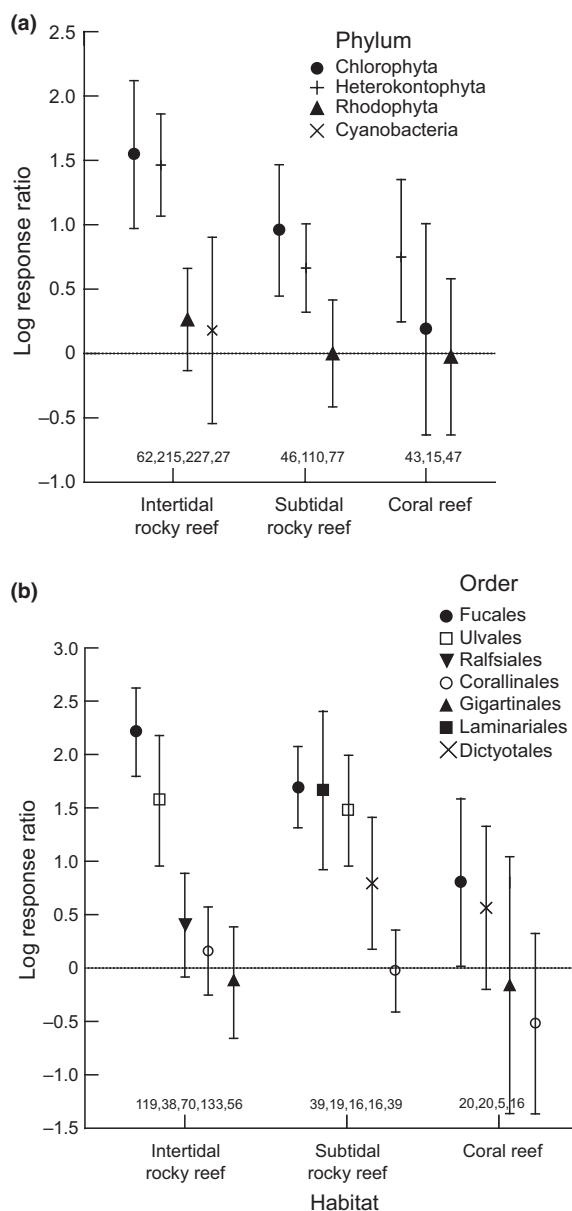 (a)
Phylum
Chlorophyta
Heterokontophyta
Rhodophyta
Cyanobacteria
Log response ratio
2.5
2.0
1.5
1.0
0.5
0
–0.5
–1.0
62,215,227,27
46,110,77
43,15,47
Intertidal
rocky reef
Subtidal
rocky reef
Coral reef
(b)
Order
Fucales
Ulvales
Ralfsiales
Corallinales
Gigartinales
Laminariales
Dictyotales
Log response ratio
3.0
2.5
2.0
1.5
1.0
0.5
0
–0.5
–1.0
–1.5
119,38,70,133,56
39,19,16,16,39
20,20,5,16
Intertidal
rocky reef
Subtidal
rocky reef
Coral reef
Habitat